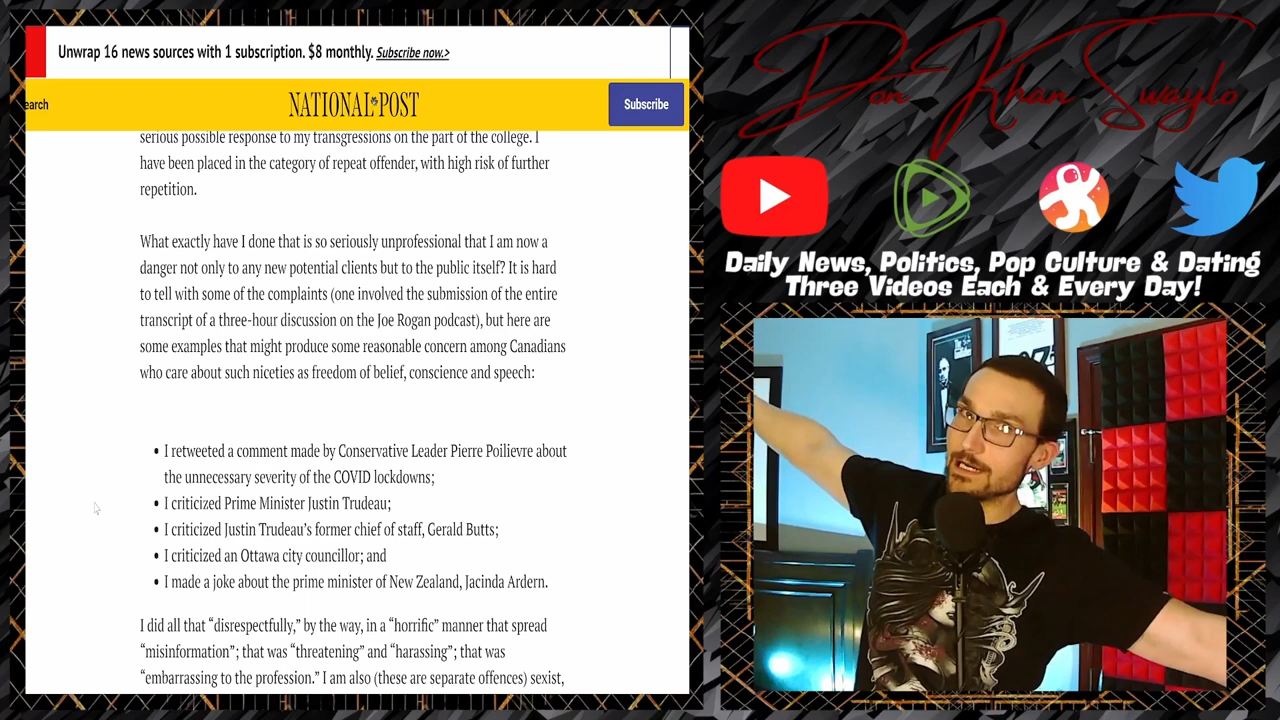 Unwrap 16 news sources with 1 subscription. $8 monthly. Subscribe now.>
earch
NATIONAL POST
Subscribe
serious possible response to my transgressions on the part of the college. I
have been placed in the category of repeat offender, with high risk of further
repetition.
What exactly have I done that is so seriously unprofessional that I am now a
danger not only to any new potential clients but to the public itself? It is hard
to tell with some of the complaints (one involved the submission of the entire
transcript of a three-hour discussion on the Joe Rogan podcast), but here are
some examples that might produce some reasonable concern among Canadians
who care about such niceties as freedom of belief, conscience and speech:
• I retweeted a comment made by Conservative Leader Pierre Poilievre about
the unnecessary severity of the COVID lockdowns;
• I criticized Prime Minister Justin Trudeau;
• I criticized Justin Trudeau’s former chief of staff, Gerald Butts;
• I criticized an Ottawa city councillor; and
• I made a joke about the prime minister of New Zealand, Jacinda Ardern.
I did all that “disrespectfully,” by the way, in a “horrific” manner that spread
“misinformation”; that was “threatening” and “harassing”; that was
“embarrassing to the profession.” I am also (these are separate offences) sexist,
Don Khan Swaylo
Daily News, Politics, Pop Culture & Dating
Three Videos Each & Every Day!